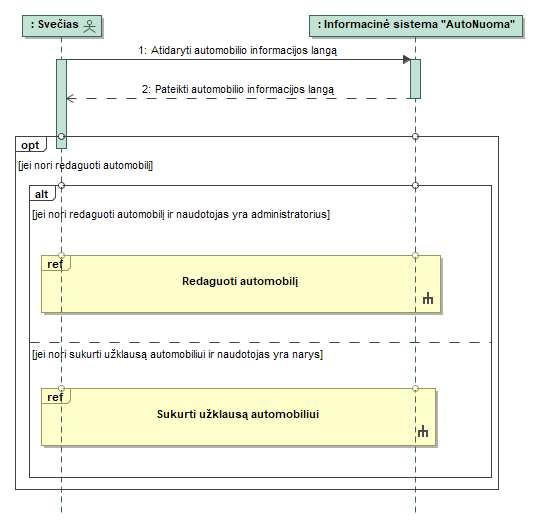 : Svečias
: Informacinė sistema "AutoNuoma"
1: Atidaryti automobilio informacijos langą
2: Pateikti automobilio informacijos langą
opt
[jei nori redaguoti automobilį]
alt
[jei nori redaguoti automobilį ir naudotojas yra administratorius]
ref
Redaguoti automobilį
[jei nori sukurti užklausą automobiliui ir naudotojas yra narys]
ref
Sukurti užklausą automobiliui